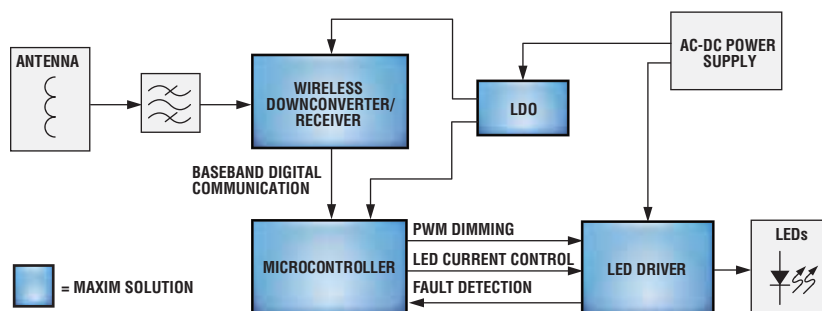 ANTENNA
WIRELESS
DOWNCONVERTER/
RECEIVER
LDO
AC-DC POWER
SUPPLY
BASEBAND DIGITAL
COMMUNICATION
MICROCONTROLLER
PWM DIMMING
LED CURRENT CONTROL
FAULT DETECTION
LED DRIVER
LEDs
= MAXIM SOLUTION